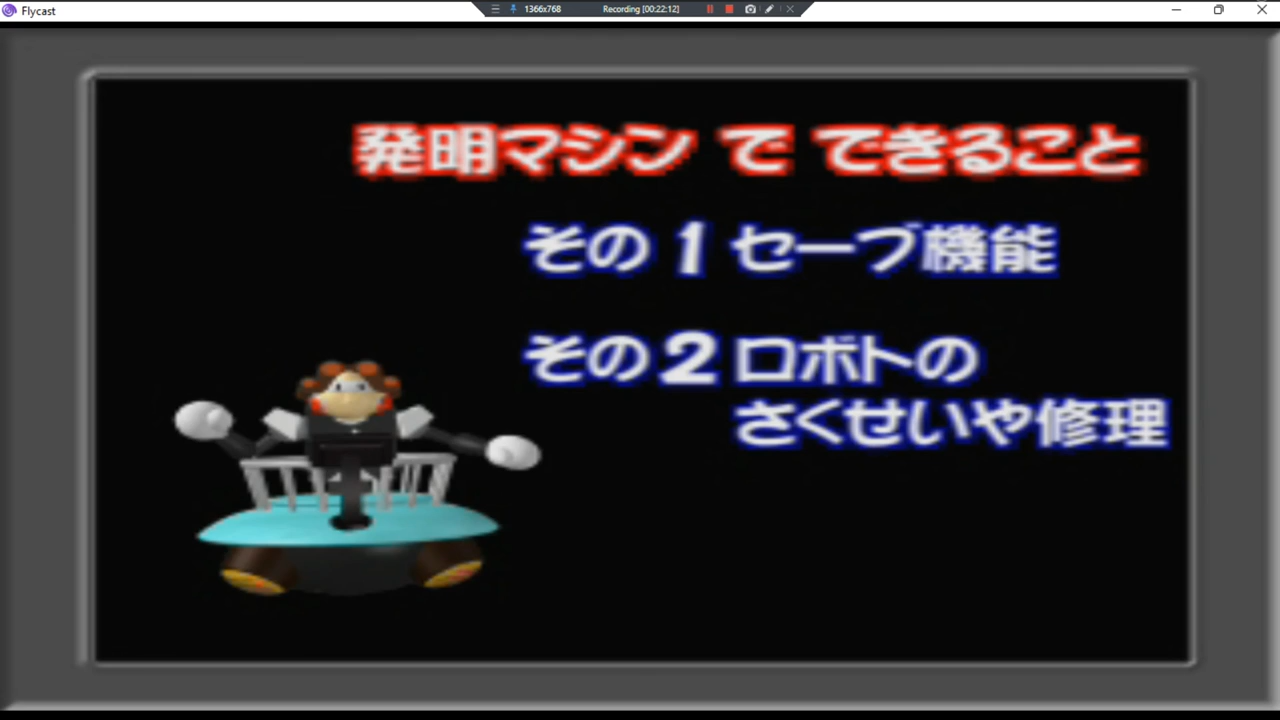 Flycast
1366x768
Recording [00:22:12]
発明マシン で できること
その1 セーブ機能
その2 ロボトの
さくせいや修理